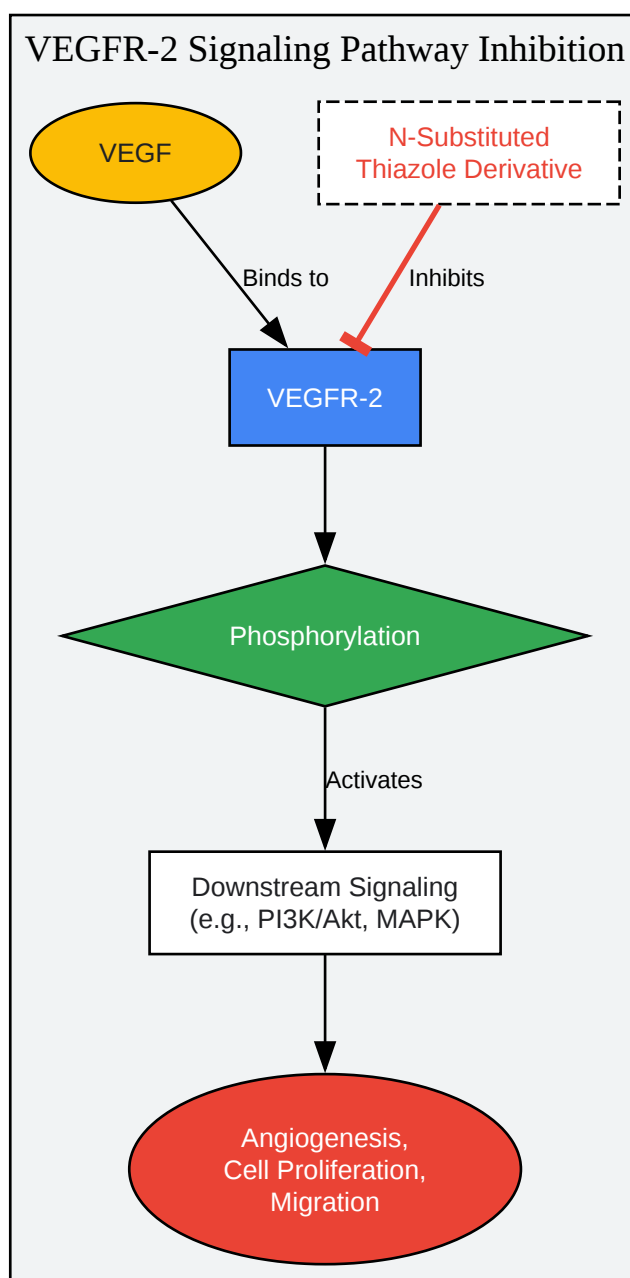 VEGFR-2 Signaling Pathway Inhibition
VEGF
N-Substituted
Thiazole Derivative
Binds to
Inhibits
VEGFR-2
Phosphorylation
Activates
Downstream Signaling
(e.g., PI3K/Akt, MAPK)
Angiogenesis,
Cell Proliferation,
Migration